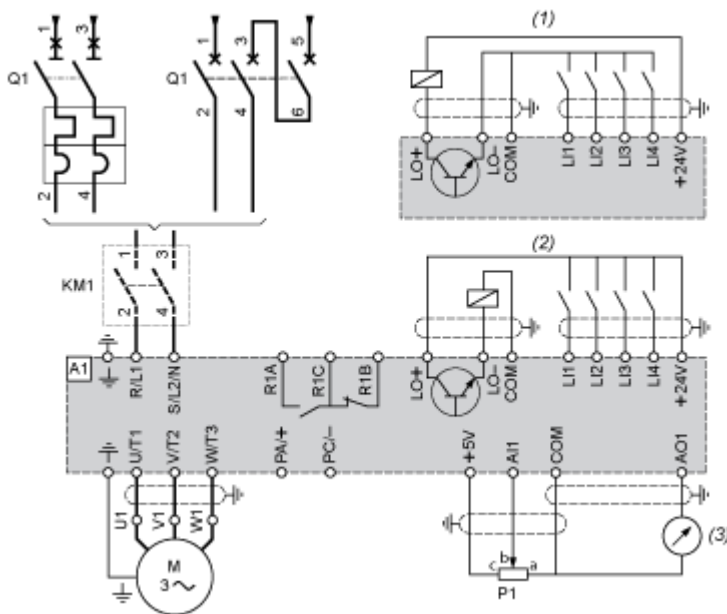 1 3
1 3 5
(1)
Q1
Q1
2 4 6
2 4
LO+ LO- COM LI1 LI2 LI3 LI4 +24V
1 3
KM1
2 4
(2)
A1
R/L1 S/L2/N R1A R1C R1B LO+ LO- COM LI1 LI2 LI3 LI4 +24V
U/T1 V/T2 W/T3 PA/+ PC/– +5V AI1 COM AO1
U1 V1 W1
M
3
(3)
c b a
P1